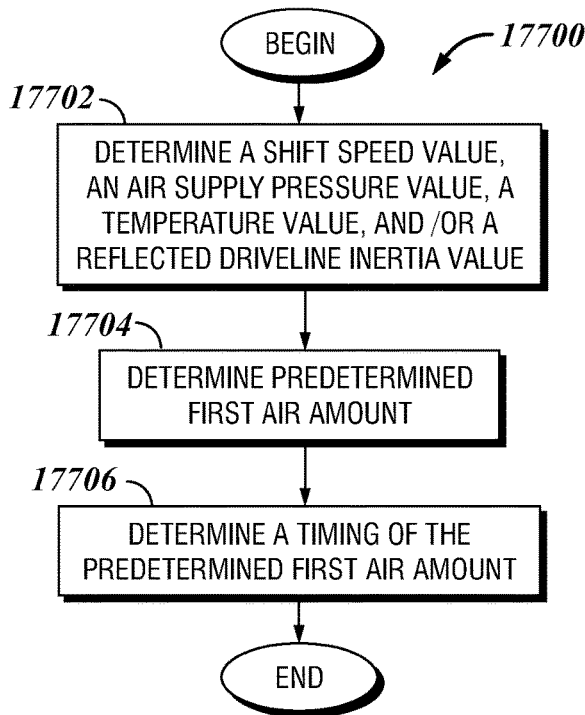 BEGIN
17700
17702
DETERMINE A SHIFT SPEED VALUE,
AN AIR SUPPLY PRESSURE VALUE, A
TEMPERATURE VALUE, AND /OR A
REFLECTED DRIVELINE INERTIA VALUE
17704
DETERMINE PREDETERMINED
FIRST AIR AMOUNT
17706
DETERMINE A TIMING OF THE
PREDETERMINED FIRST AIR AMOUNT
END